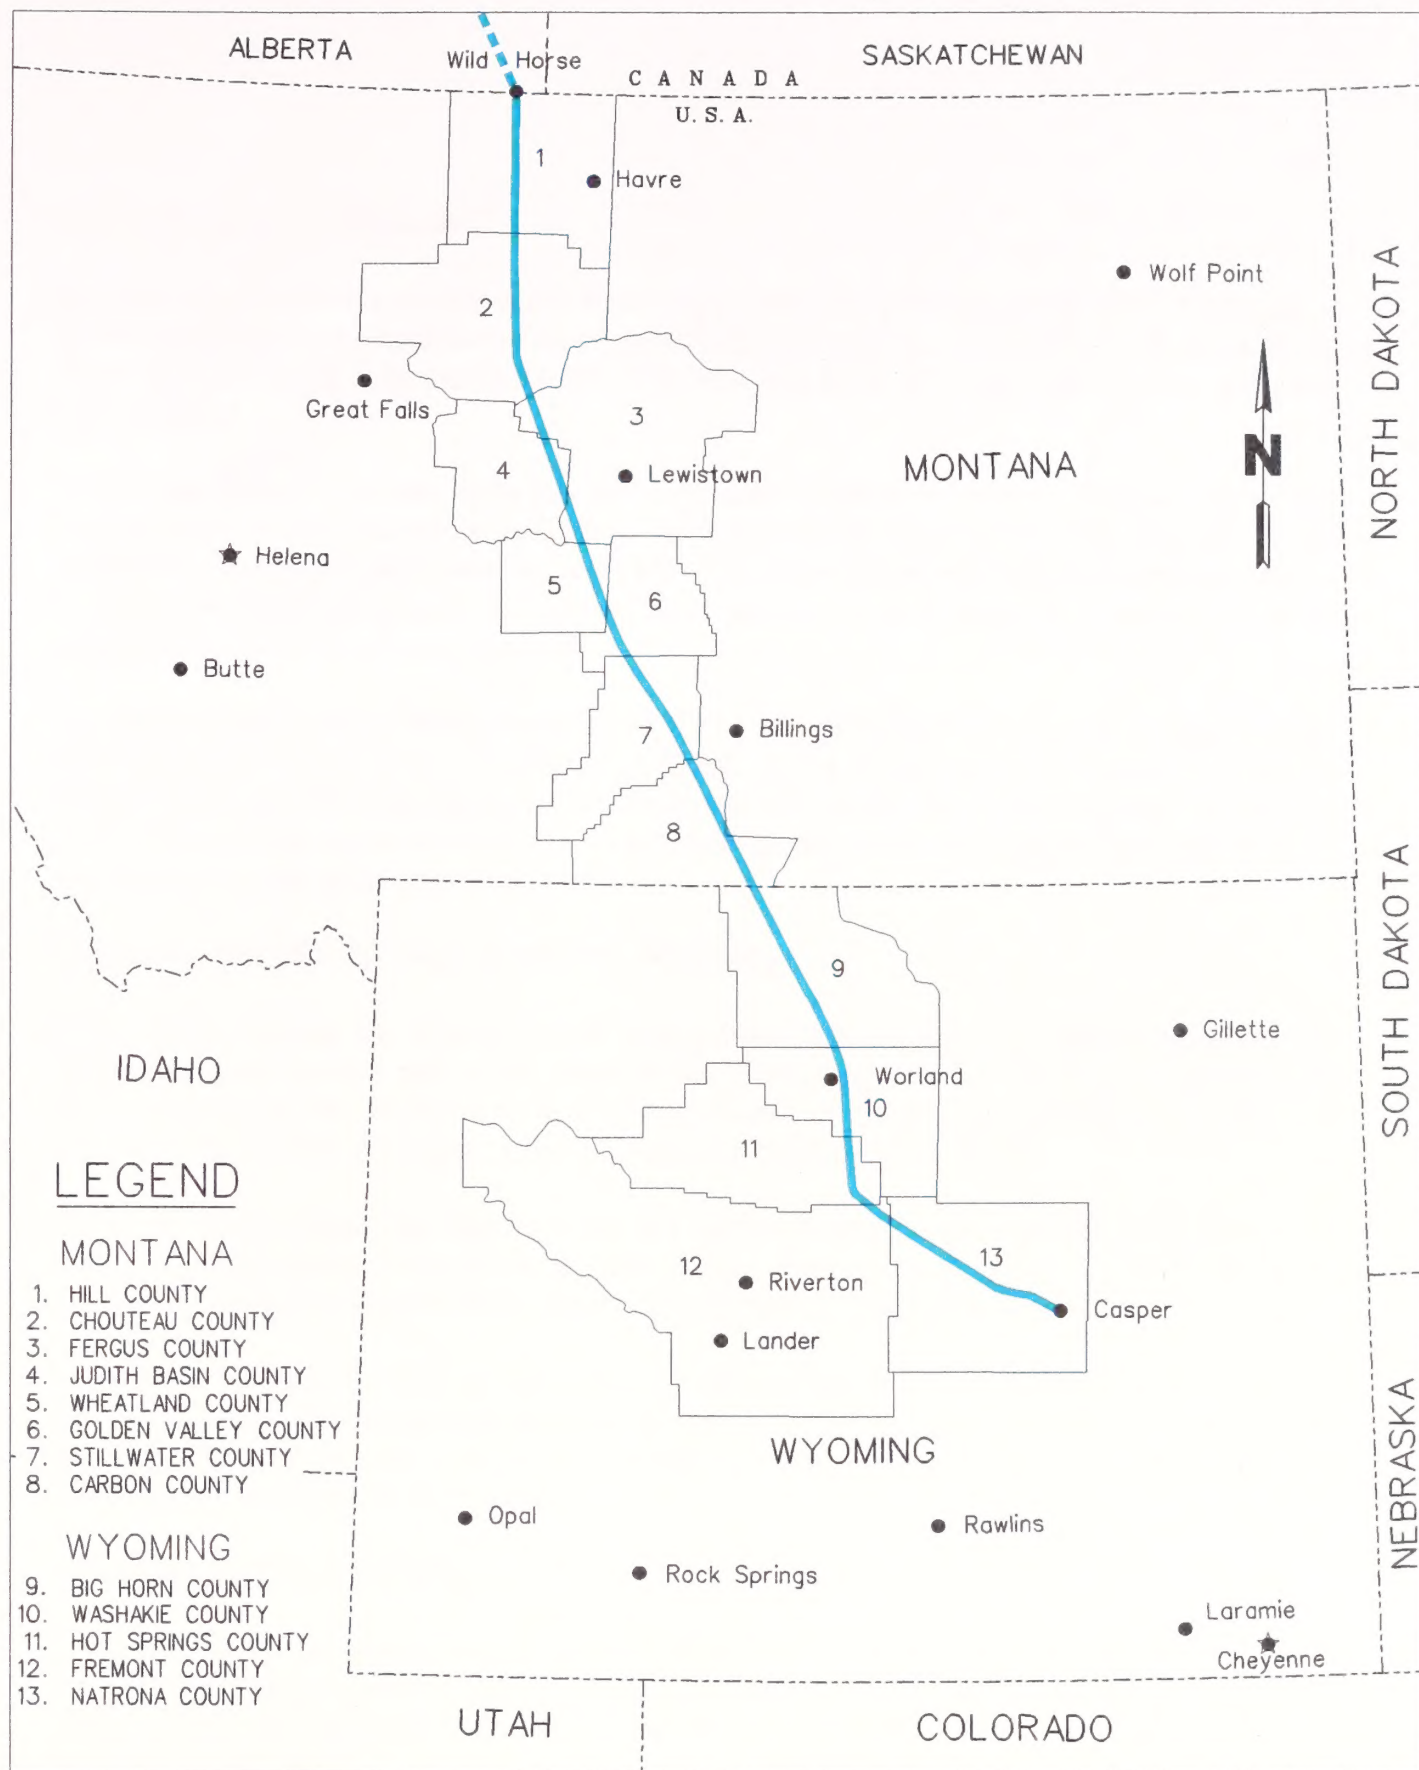 ALBERTA
SASKATCHEWAN
Wild Horse
CANADA
U.S.A.
1
Havre
2
Wolf Point
NORTH DAKOTA
Great Falls
3
4
Lewistown
MONTANA
N
Helena
5
6
Butte
7
Billings
8
SOUTH DAKOTA
9
Gillette
IDAHO
Worland
10
11
12
Riverton
13
Casper
Lander
WYOMING
NEBRASKA
Opal
Rawlins
Rock Springs
Laramie
Cheyenne
UTAH
COLORADO
LEGEND
MONTANA
1. HILL COUNTY
2. CHOUTEAU COUNTY
3. FERGUS COUNTY
4. JUDITH BASIN COUNTY
5. WHEATLAND COUNTY
6. GOLDEN VALLEY COUNTY
7. STILLWATER COUNTY
8. CARBON COUNTY
WYOMING
9. BIG HORN COUNTY
10. WASHAKIE COUNTY
11. HOT SPRINGS COUNTY
12. FREMONT COUNTY
13. NATRONA COUNTY